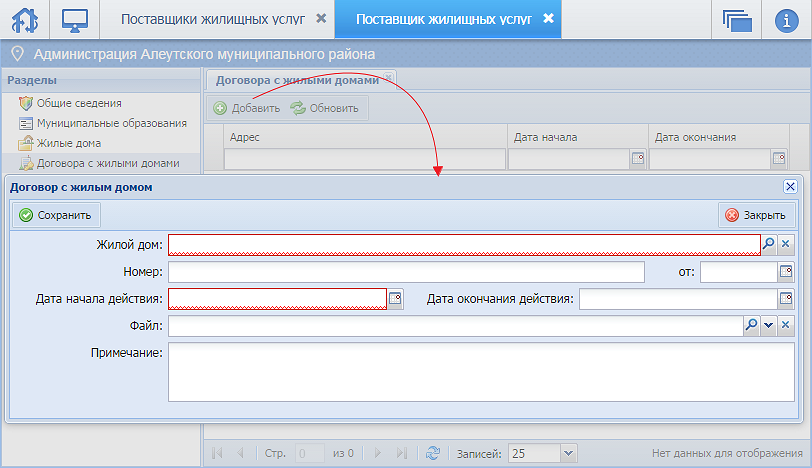 Поставщики жилищных услуг
Поставщик жилищных услуг
Администрация Алеутского муниципального района
Разделы
Общие сведения
Муниципальные образования
Жилые дома
Договора с жилыми домами
Договора с жилыми домами
Добавить Обновить
Адрес Дата начала Дата окончания
Договор с жилым домом
Сохранить Закрыть
Жилой дом:
Номер: от:
Дата начала действия: Дата окончания действия:
Файл:
Примечание:
Стр. 0 из 0 Записей: 25 Нет данных для отображения